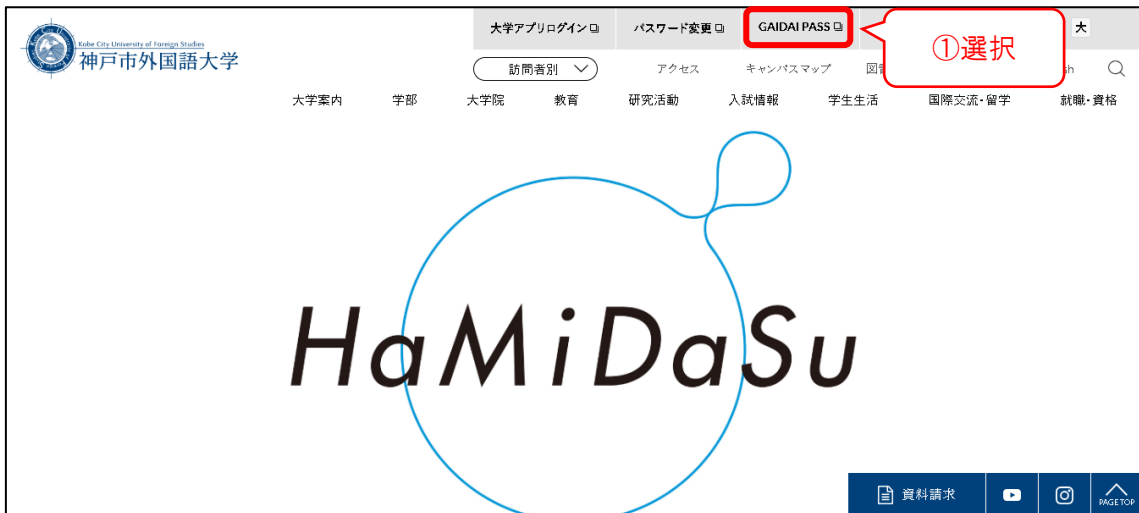 大学アプリログイン パスワード変更 GAIDAI PASS 大
①選択
Kobe City University of Foreign Studies
神戸市外国語大学
訪問者別 アクセス キャンパスマップ
大学案内 学部 大学院 教育 研究活動 入試情報 学生生活 国際交流・留学 就職・資格
HaMiDaSu
資料請求
PAGE TOP